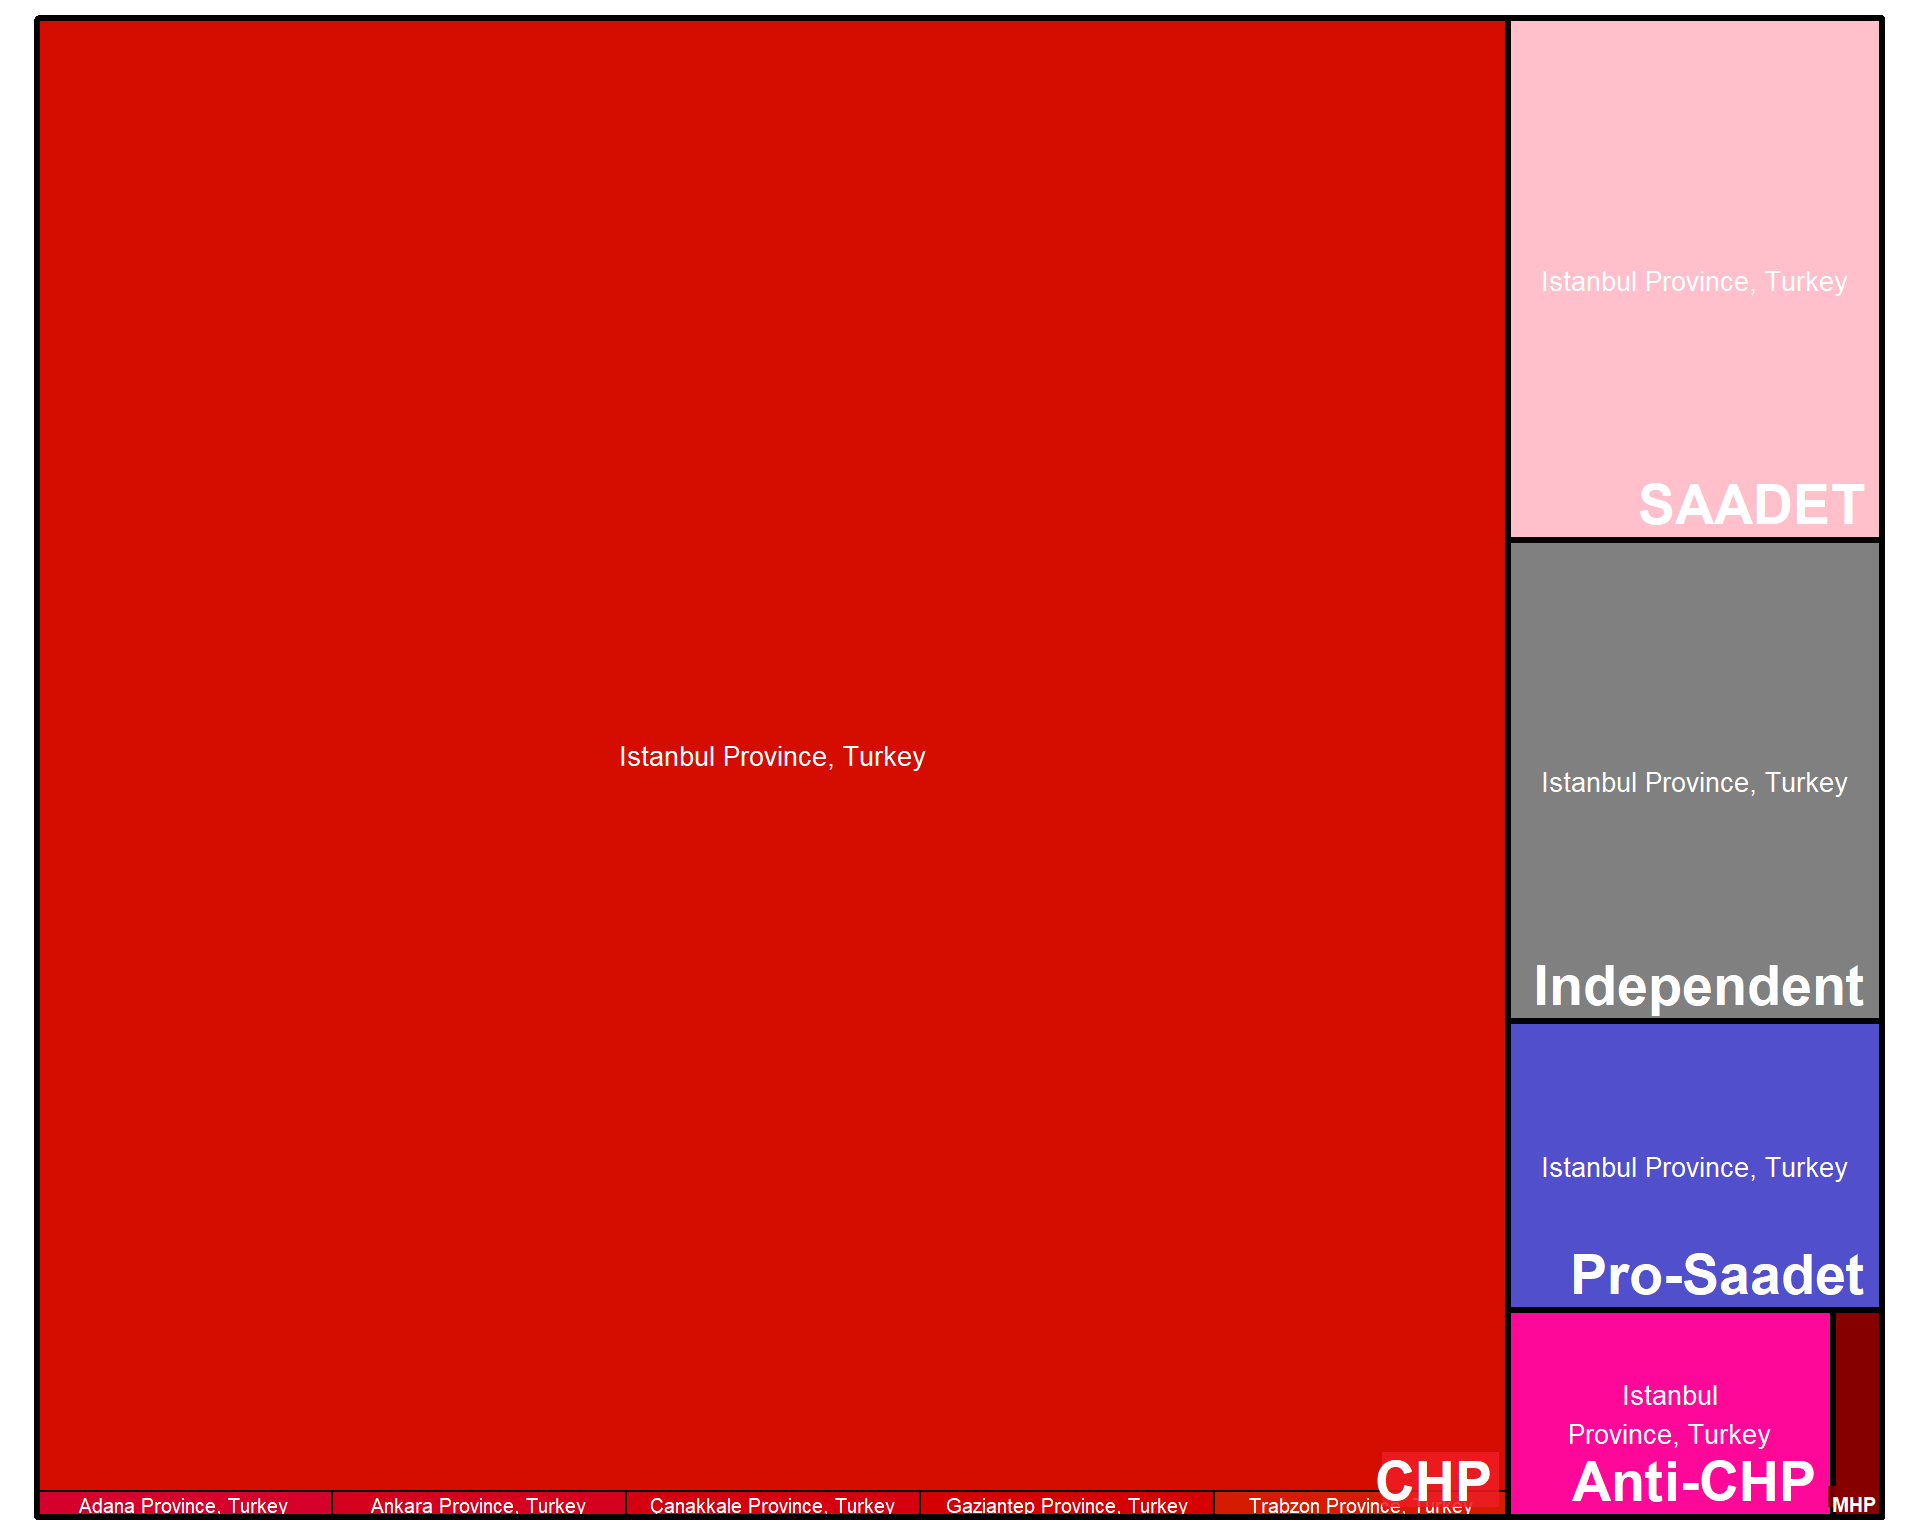 Istanbul Province, Turkey
CHP
Adana Province, Turkey
Ankara Province, Turkey
Çanakkale Province, Turkey
Gaziantep Province, Turkey
Trabzon Province, Turkey
Istanbul Province, Turkey
SAADET
Istanbul Province, Turkey
Independent
Istanbul Province, Turkey
Pro-Saadet
Istanbul
Province, Turkey
Anti-CHP
MHP